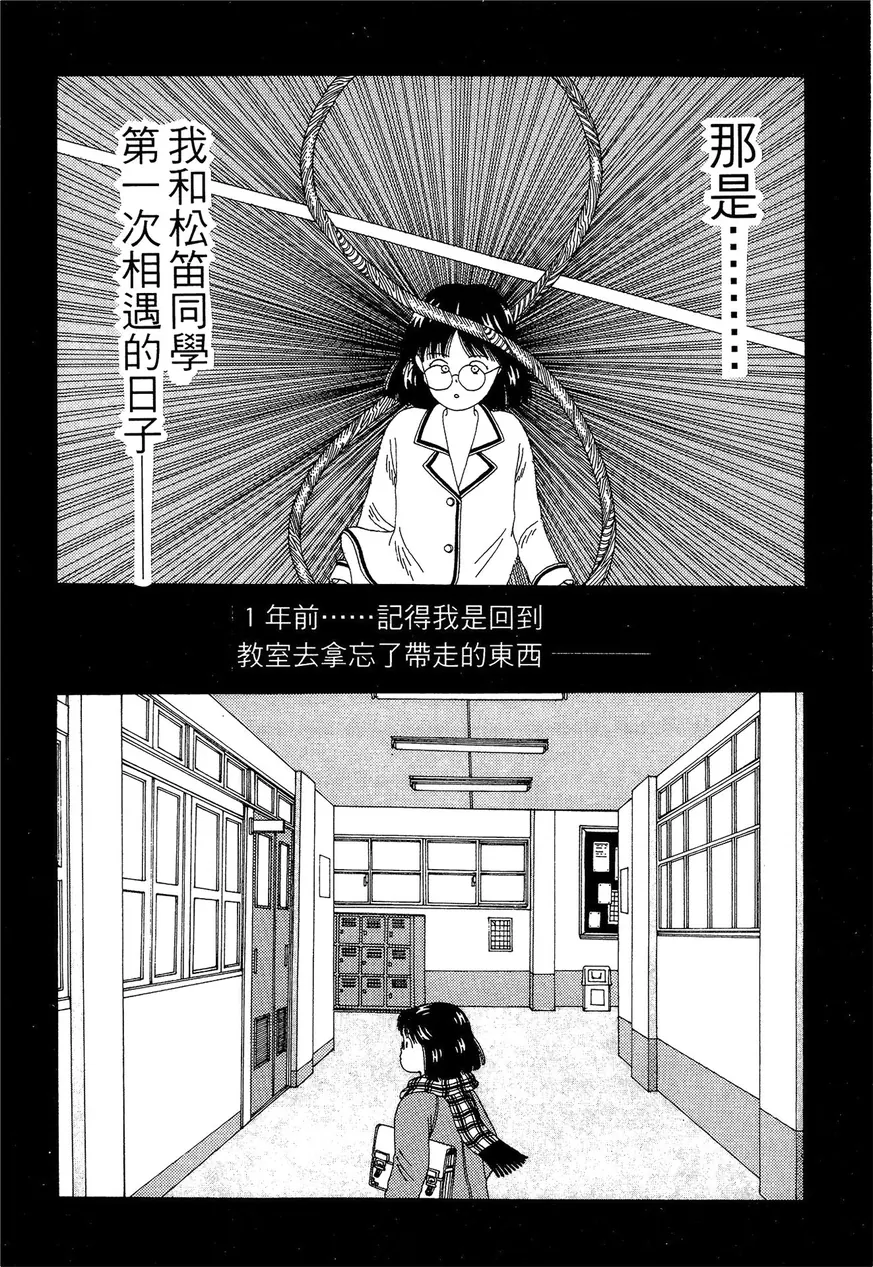 那是…………
我和松笛同學
第一次相遇的日子——
1年前……記得我是回到
教室去拿忘了帶走的東西————